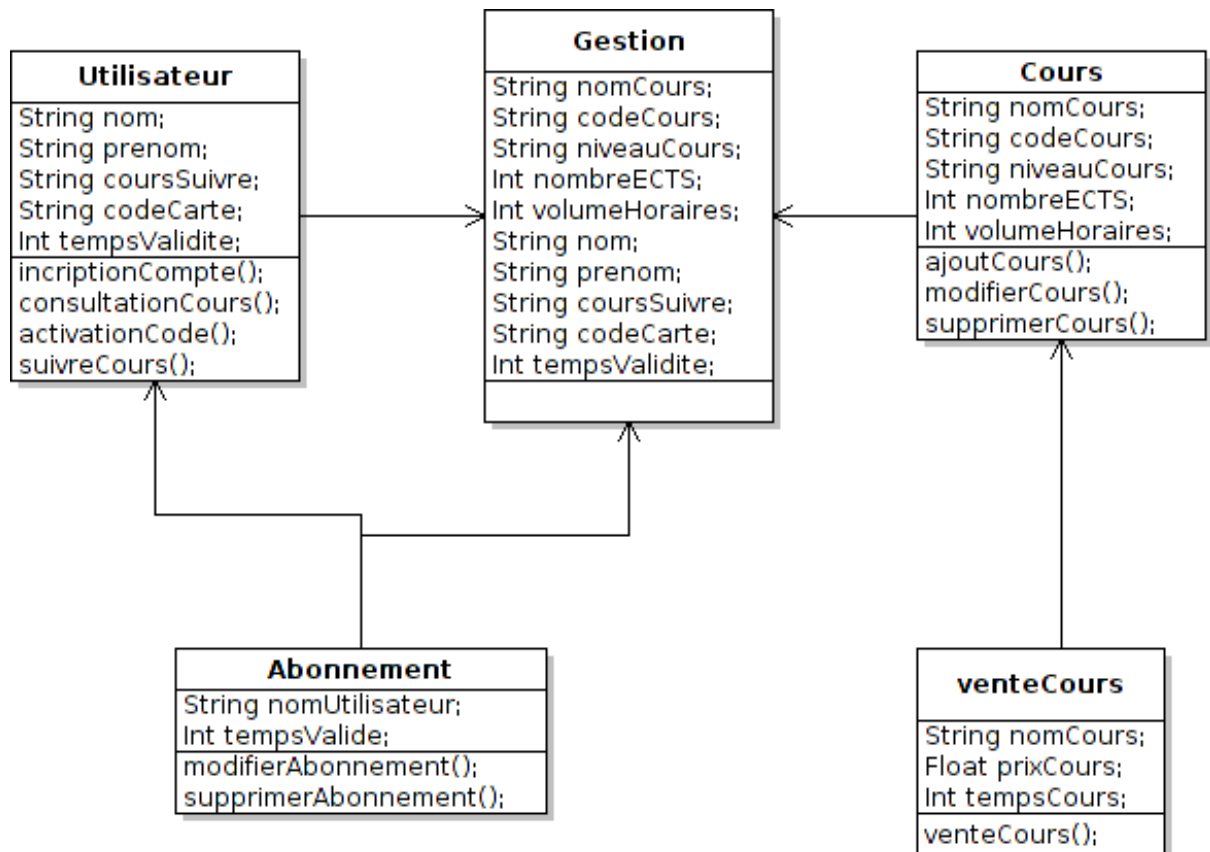 Utilisateur
String nom;
String prenom;
String coursSuivre;
String codeCarte;
Int tempsValidite;
incriptionCompte();
consultationCours();
activationCode();
suivreCours();
Gestion
String nomCours;
String codeCours;
String niveauCours;
Int nombreECTS;
Int volumeHoraires;
String nom;
String prenom;
String coursSuivre;
String codeCarte;
Int tempsValidite;
Cours
String nomCours;
String codeCours;
String niveauCours;
Int nombreECTS;
Int volumeHoraires;
ajoutCours();
modifierCours();
supprimerCours();
Abonnement
String nomUtilisateur;
Int tempsValide;
modifierAbonnement();
supprimerAbonnement();
venteCours
String nomCours;
Float prixCours;
Int tempsCours;
venteCours();